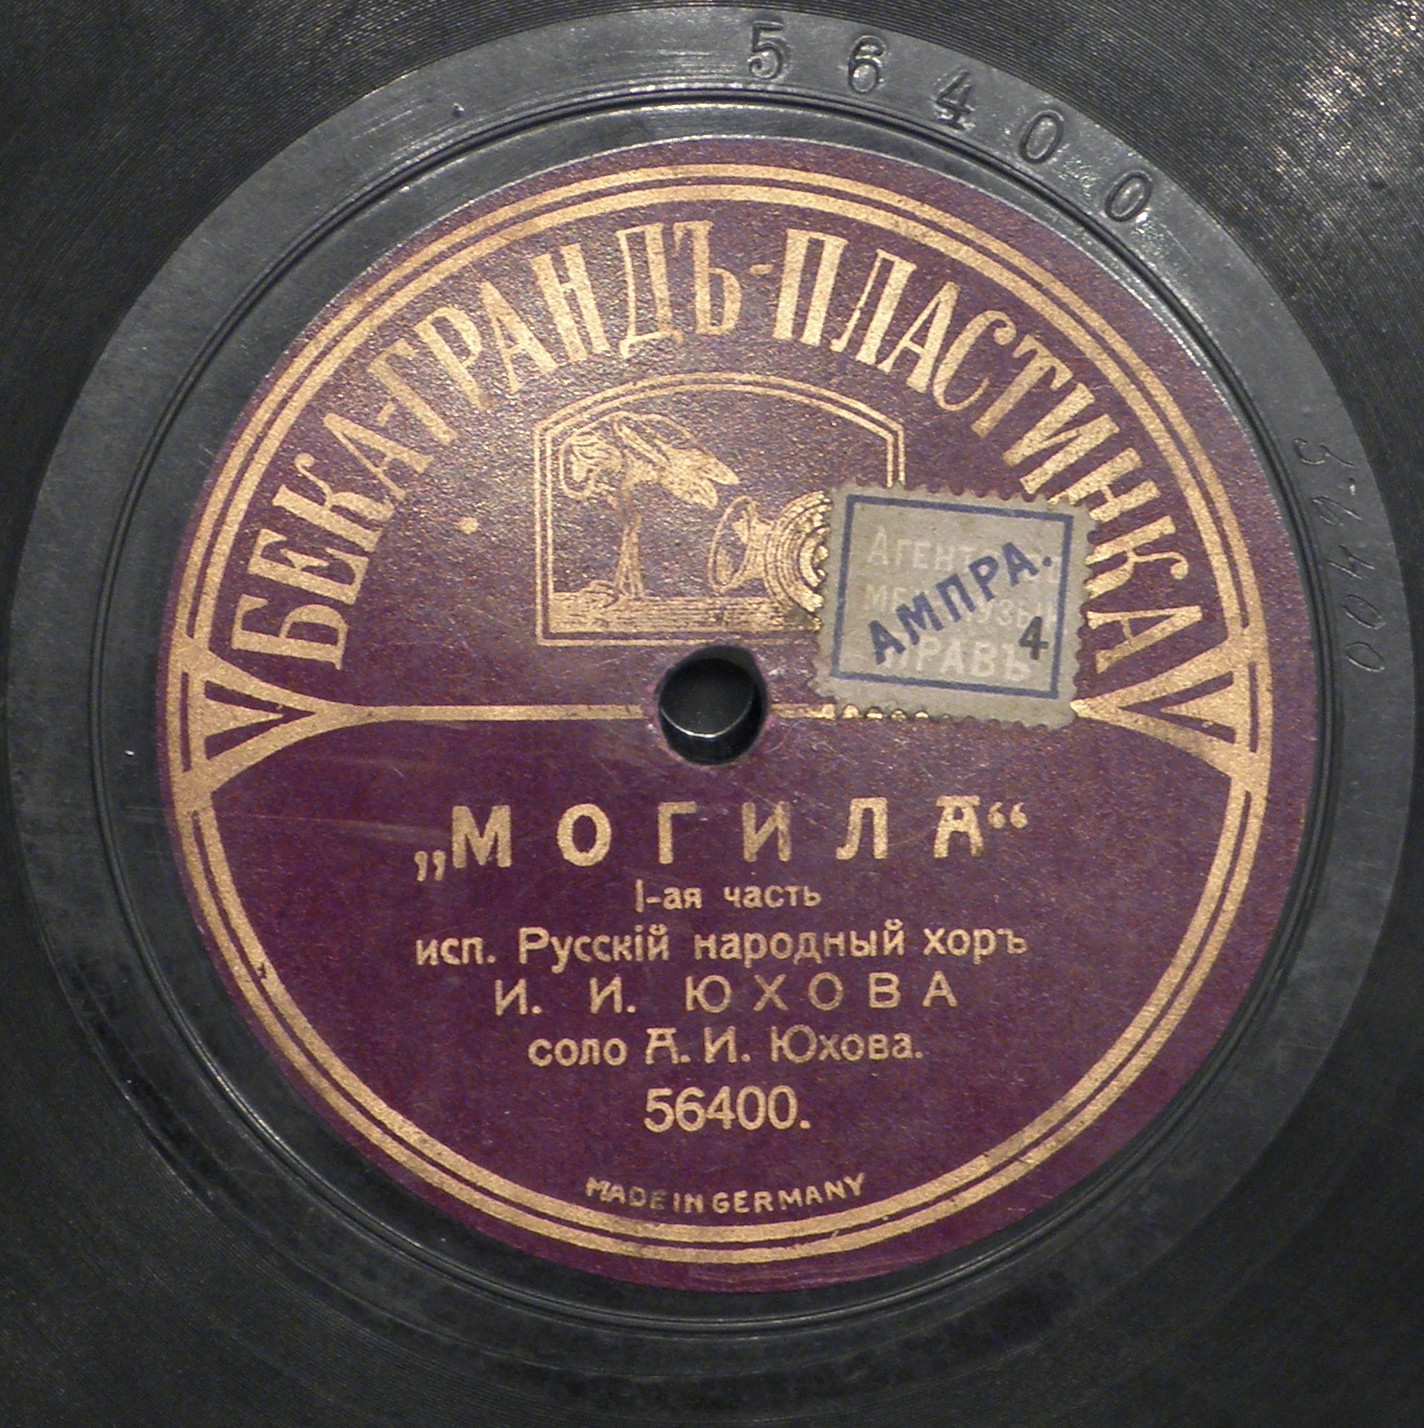 56400
БЕКА-ГРАНДЪ-ПЛАСТИНКА
АМПРА.
4
ПРАВЪ
„МОГИЛА“
I-ая часть
исп. Русскій народный хоръ
И. И. ЮХОВА
соло А. И. Юхова.
56400.
MADE IN GERMANY